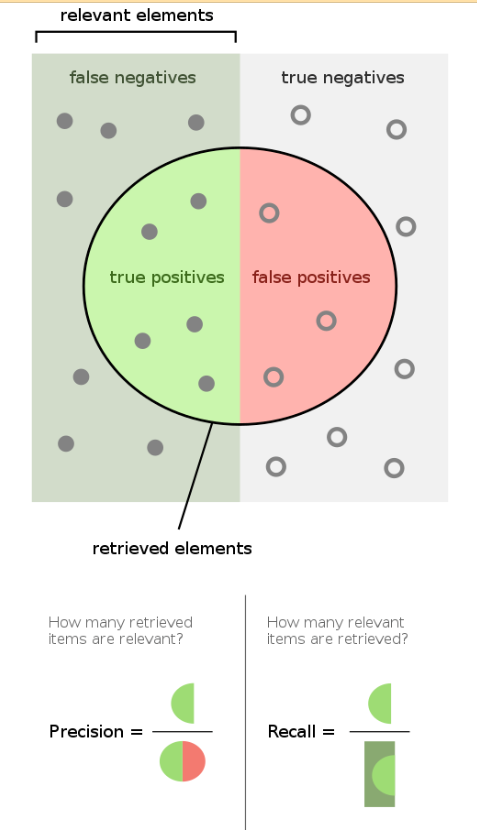 relevant elements
false negatives
true negatives
true positives
false positives
retrieved elements
How many retrieved
items are relevant?
Precision =
How many relevant
items are retrieved?
Recall =